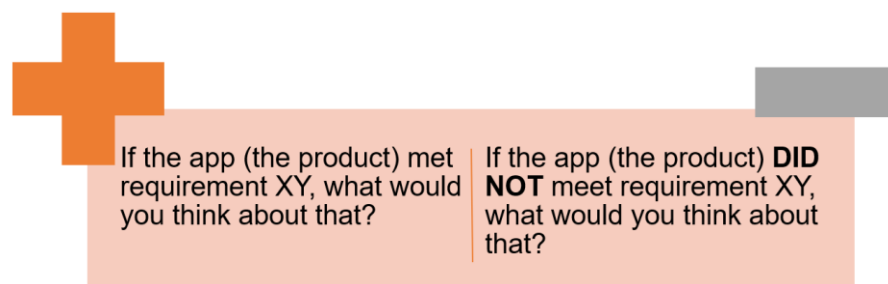 If the app (the product) met
requirement XY, what would
you think about that?
If the app (the product) DID
NOT meet requirement XY,
what would you think about
that?